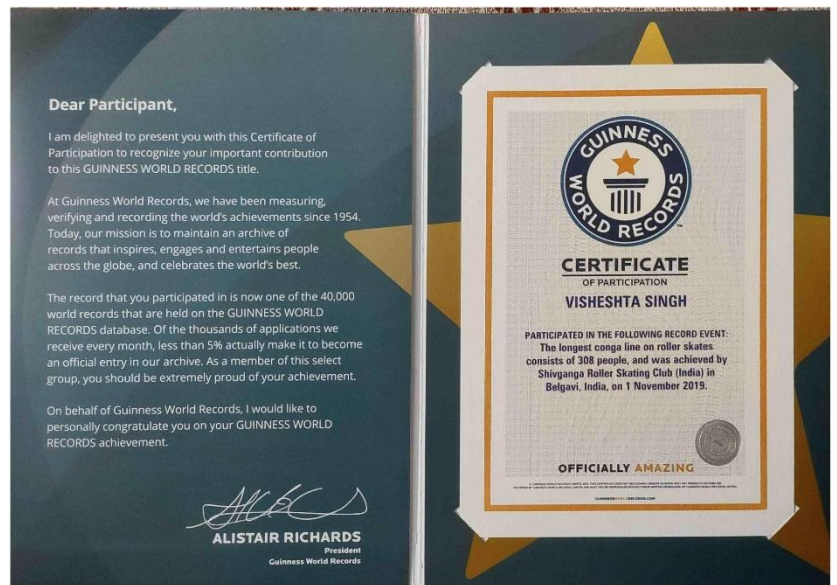 Dear Participant,
I am delighted to present you with this Certificate of
Participation to recognize your important contribution
to this GUINNESS WORLD RECORDS title.
At Guinness World Records, we have been measuring,
verifying and recording the world's achievements since 1954.
Today, our mission is to maintain an archive of
records that inspires, engages and entertains people
across the globe, and celebrates the world's best.
The record that you participated in is now one of the 40,000
world records that are held on the GUINNESS WORLD
RECORDS database. Of the thousands of applications we
receive every month, less than 5% actually make it to become
an official entry in our archive. As a member of this select
group, you should be extremely proud of your achievement.
On behalf of Guinness World Records, I would like to
personally congratulate you on your GUINNESS WORLD
RECORDS achievement.
ALISTAIR RICHARDS
President
Guinness World Records
GUINNESS
WORLD RECORDS
TM
CERTIFICATE
OF PARTICIPATION
VISHESHTA SINGH
PARTICIPATED IN THE FOLLOWING RECORD EVENT:
The longest conga line on roller skates
consists of 308 people, and was achieved by
Shivganga Roller Skating Club (India) in
Belgavi, India, on 1 November 2019.
OFFICIALLY AMAZING
GUINNESSWORLDRECORDS.COM